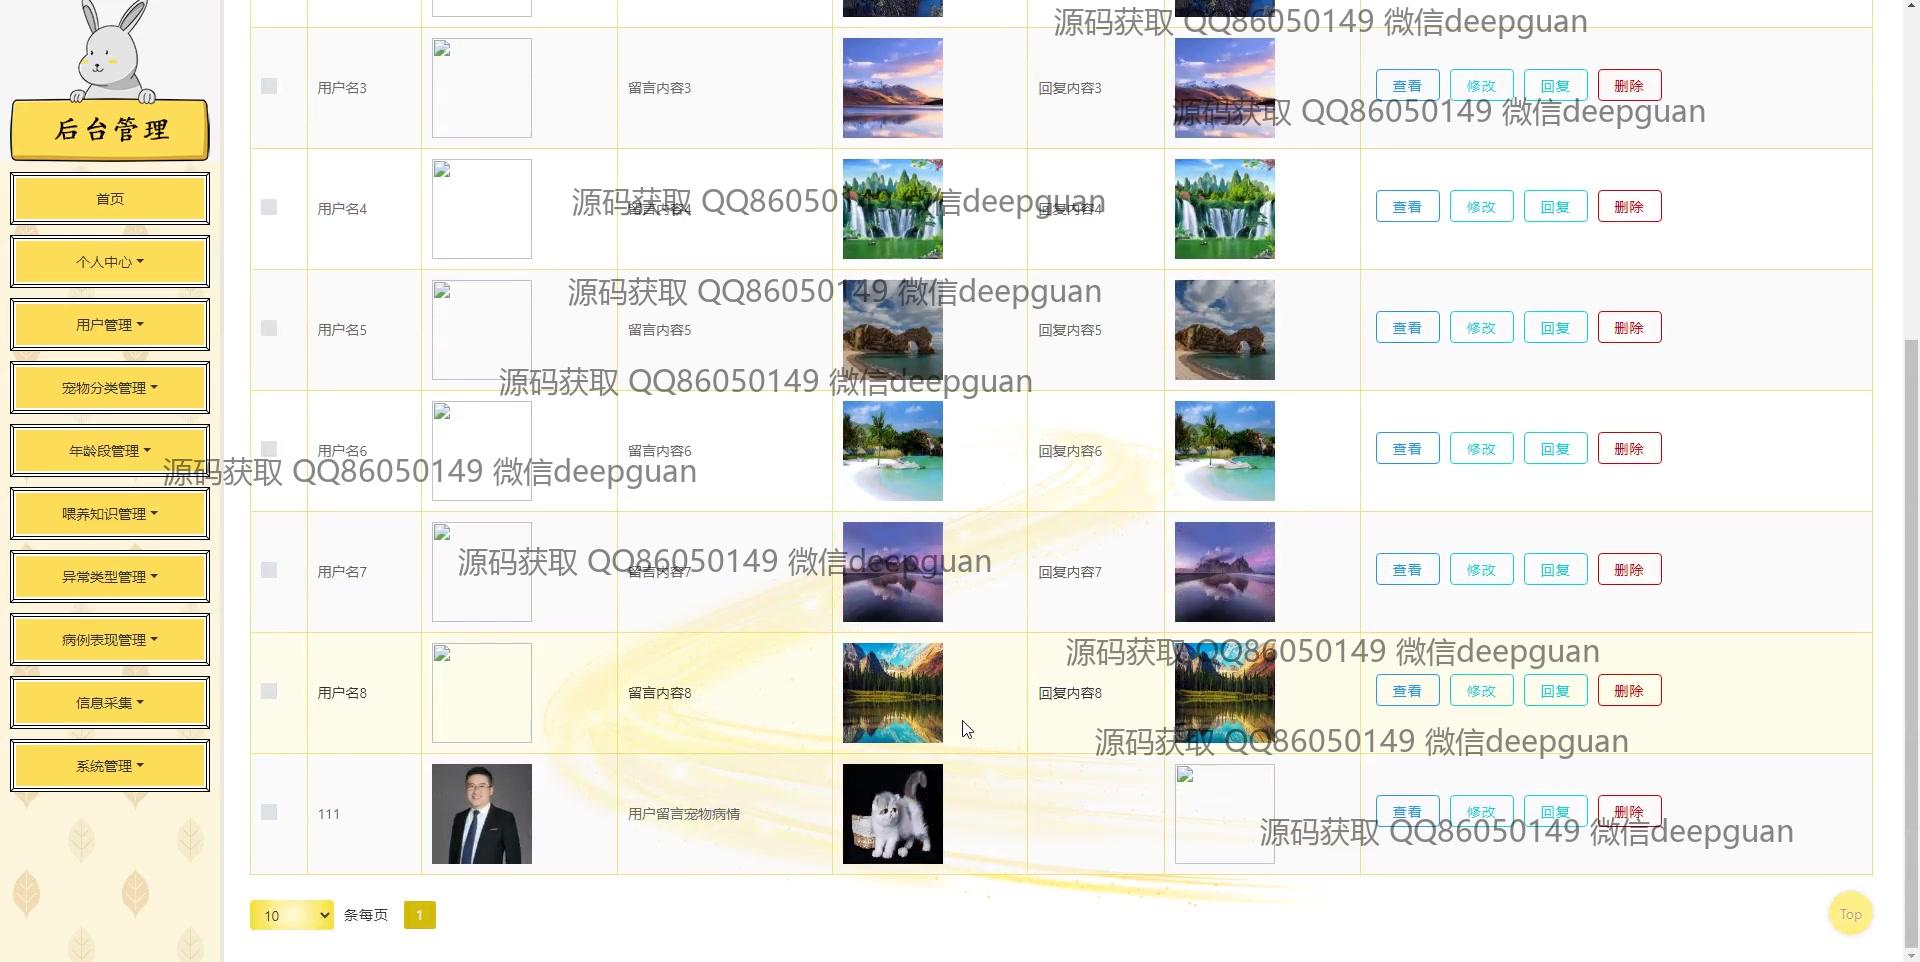 源码获取 QQ86050149 微信deepguan
用户名3 留言内容3 回复内容3 查看 修改 回复 删除
源码获取 QQ86050149 微信deepguan
后台管理
首页
源码获取 QQ86050149 微信deepguan
用户名4 留言内容4 回复内容4 查看 修改 回复 删除
个人中心
源码获取 QQ86050149 微信deepguan
用户管理
用户名5 留言内容5 回复内容5 查看 修改 回复 删除
源码获取 QQ86050149 微信deepguan
宠物分类管理
年龄段管理
用户名6 留言内容6 回复内容6 查看 修改 回复 删除
源码获取 QQ86050149 微信deepguan
喂养知识管理
源码获取 QQ86050149 微信deepguan
异常类型管理
用户名7 留言内容7 回复内容7 查看 修改 回复 删除
病例表现管理
源码获取 QQ86050149 微信deepguan
用户名8 留言内容8 回复内容8 查看 修改 回复 删除
信息采集
源码获取 QQ86050149 微信deepguan
系统管理
111 用户留言宠物病情 查看 修改 回复 删除
源码获取 QQ86050149 微信deepguan
10 条每页 1
Top